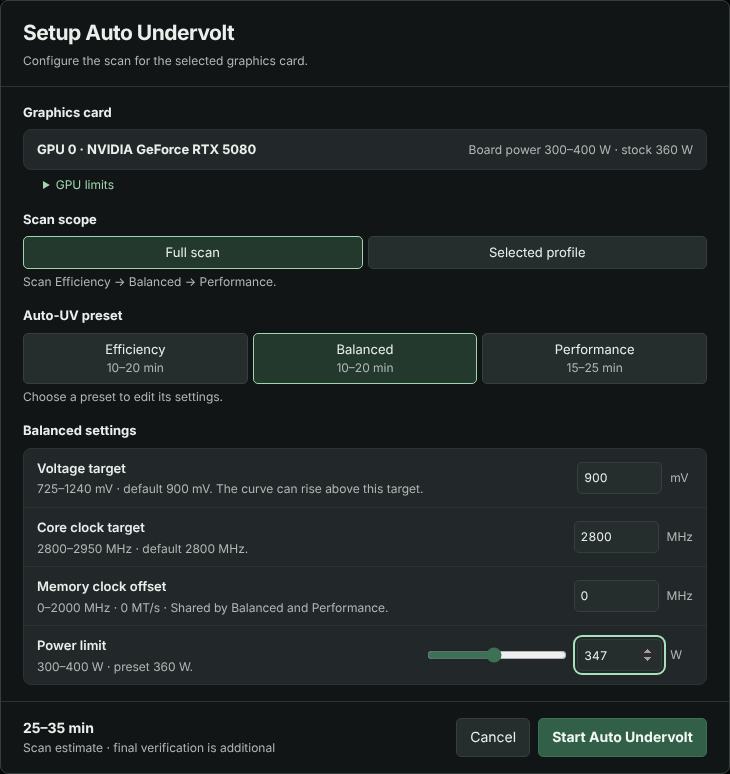 Setup Auto Undervolt
Configure the scan for the selected graphics card.
Graphics card
GPU 0 · NVIDIA GeForce RTX 5080
Board power 300–400 W · stock 360 W
GPU limits
Scan scope
Full scan
Selected profile
Scan Efficiency → Balanced → Performance.
Auto-UV preset
Efficiency
10–20 min
Balanced
10–20 min
Performance
15–25 min
Choose a preset to edit its settings.
Balanced settings
Voltage target
725–1240 mV · default 900 mV. The curve can rise above this target.
900 mV
Core clock target
2800–2950 MHz · default 2800 MHz.
2800 MHz
Memory clock offset
0–2000 MHz · 0 MT/s · Shared by Balanced and Performance.
0 MHz
Power limit
300–400 W · preset 360 W.
347 W
25–35 min
Scan estimate · final verification is additional
Cancel
Start Auto Undervolt